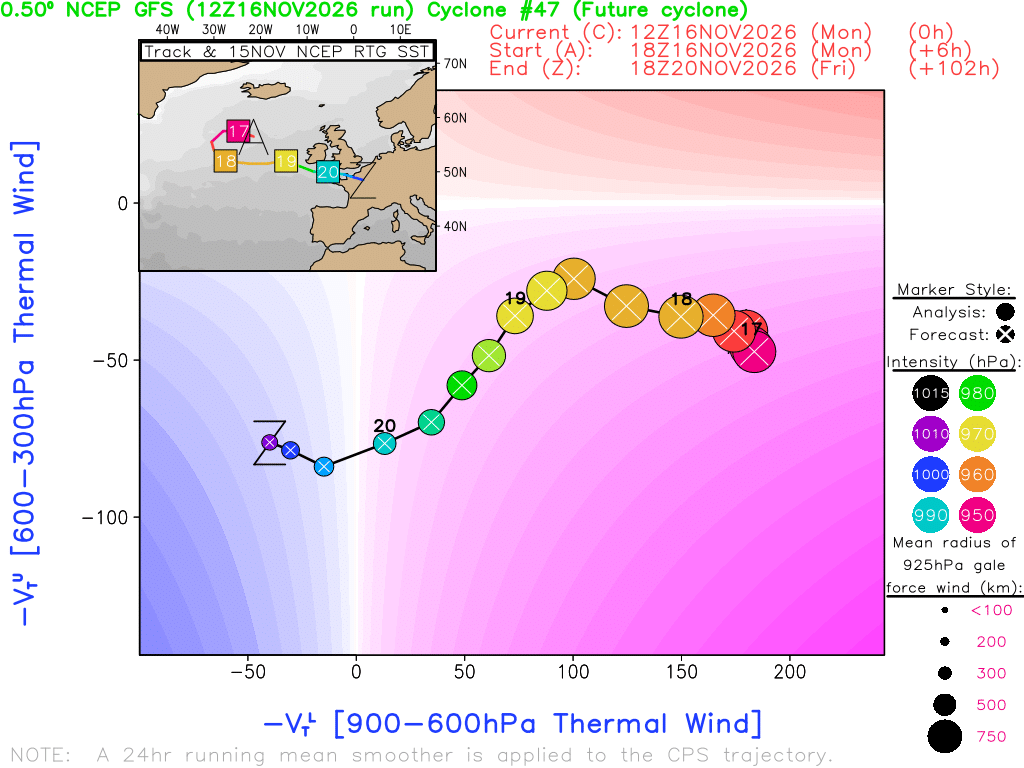 0.50° NCEP GFS (12Z16NOV2026 run) Cyclone #47 (Future cyclone)
Current (C): 12Z16NOV2026 (Mon) (0h)
Start (A): 18Z16NOV2026 (Mon) (+6h)
End (Z): 18Z20NOV2026 (Fri) (+102h)
40W 30W 20W 10W 0 10E
Track & 15NOV NCEP RTG SST
70N
60N
50N
40N
A
17
18
19
20
Z
−VTU [600−300hPa Thermal Wind]
0
−50
−100
19
18
17
20
Z
−50 0 50 100 150 200
−VTL [900−600hPa Thermal Wind]
Marker Style:
Analysis:
Forecast:
Intensity (hPa):
1015 980
1010 970
1000 960
990 950
Mean radius of
925hPa gale
force wind (km):
<100
200
300
500
750
NOTE: A 24hr running mean smoother is applied to the CPS trajectory.